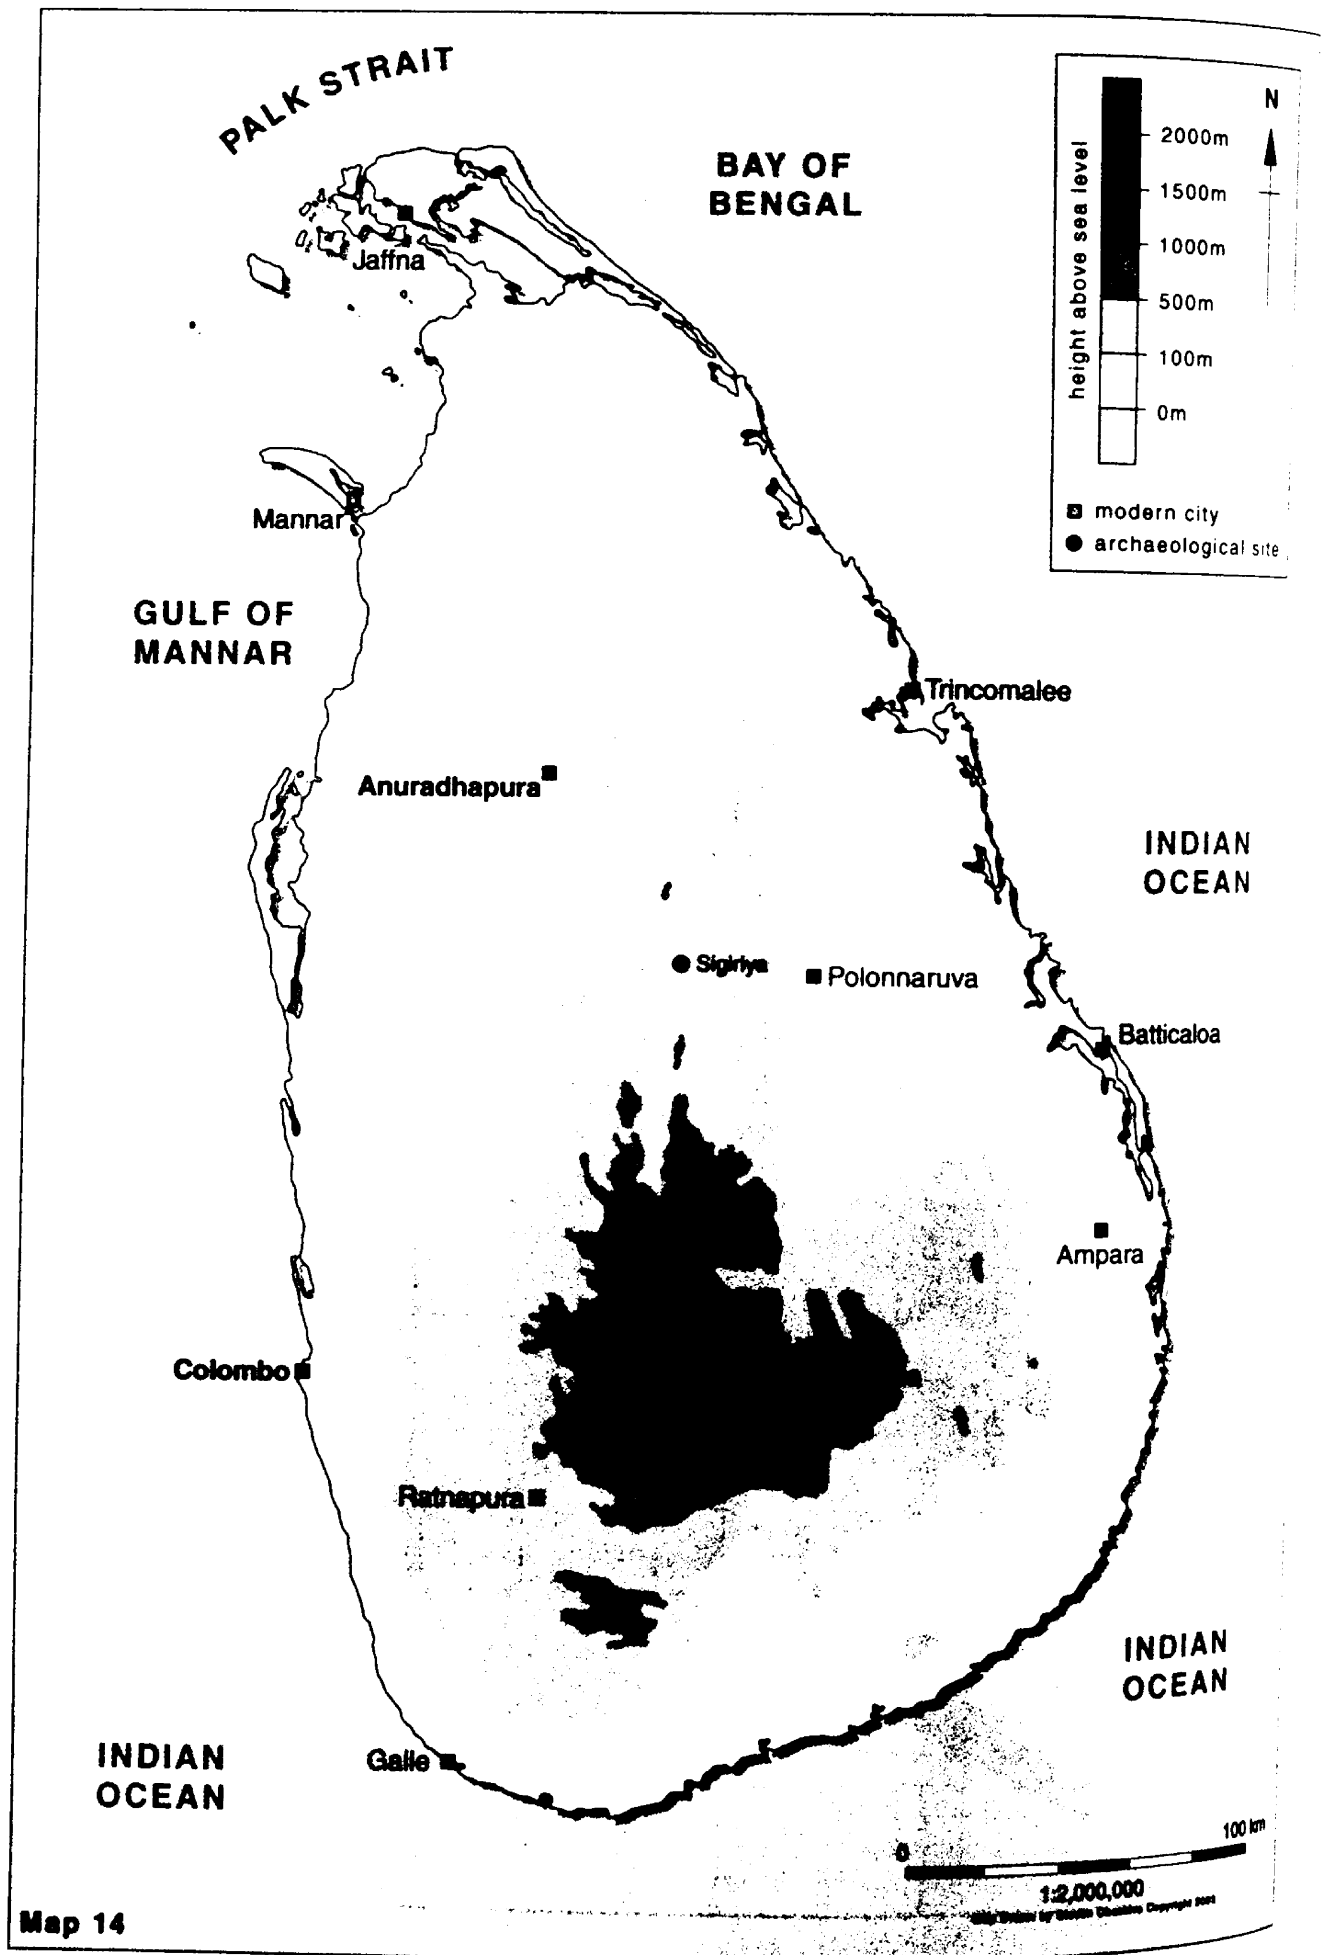 PALK STRAIT
BAY OF
BENGAL
N
height above sea level
2000m
1500m
1000m
500m
100m
0m
modern city
archaeological site
Jaffna
Mannar
GULF OF
MANNAR
Trincomalee
Anuradhapura
INDIAN
OCEAN
Sigiriya
Polonnaruva
Batticaloa
Ampara
Colombo
Ratnapura
INDIAN
OCEAN
INDIAN
OCEAN
Galle
0
100 km
1:2,000,000
Copyright
Map 14